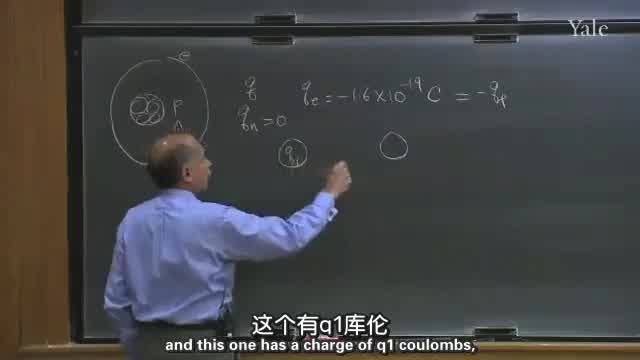 Yale
e
q
q_e = -1.6 × 10^{-19} C = -q_p
P
n
q_n = 0
q_1
这个有q1库伦
and this one has a charge of q1 coulombs,